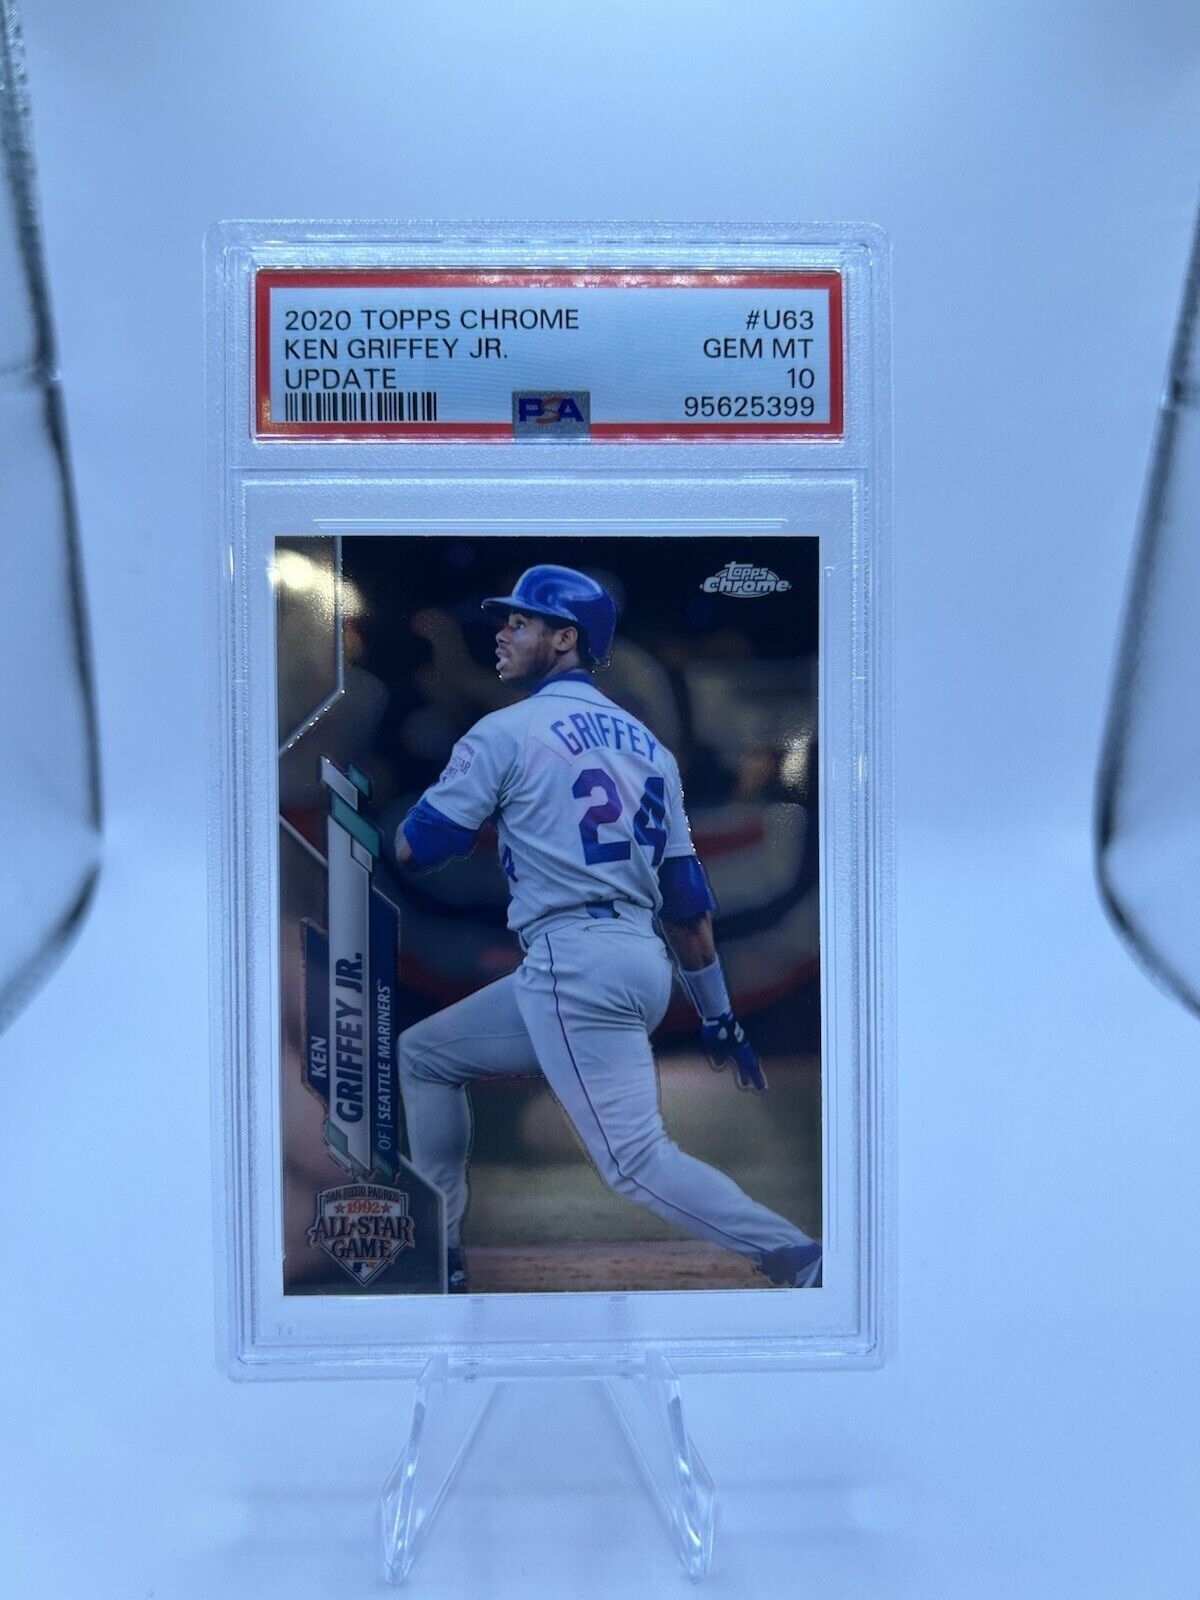 2020 TOPPS CHROME #U63
KEN GRIFFEY JR. GEM MT
UPDATE 10
PSA 95625399
Topps
Chrome
GRIFFEY
24
KEN
GRIFFEY JR.
OF | SEATTLE MARINERS™
SAN DIEGO PADRES
1992
ALL★STAR
GAME